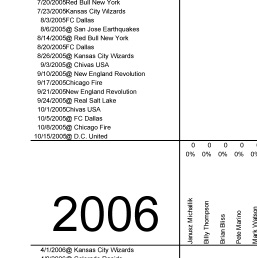 7/20/2005Red Bull New York
7/23/2005Kansas City Wizards
8/3/2005FC Dallas
8/6/2005@ San Jose Earthquakes
8/14/2005@ Red Bull New York
8/20/2005FC Dallas
8/26/2005@ Kansas City Wizards
9/3/2005@ Chivas USA
9/10/2005@ New England Revolution
9/17/2005Chicago Fire
9/21/2005New England Revolution
9/24/2005@ Real Salt Lake
10/1/2005Chivas USA
10/5/2005@ FC Dallas
10/8/2005@ Chicago Fire
10/15/2005@ D.C. United
0 0 0 0
0% 0% 0% 0% 0%
2006
Janusz Michallik
Billy Thompson
Brian Bliss
Pete Marino
Mark Watson
4/1/2006@ Kansas City Wizards